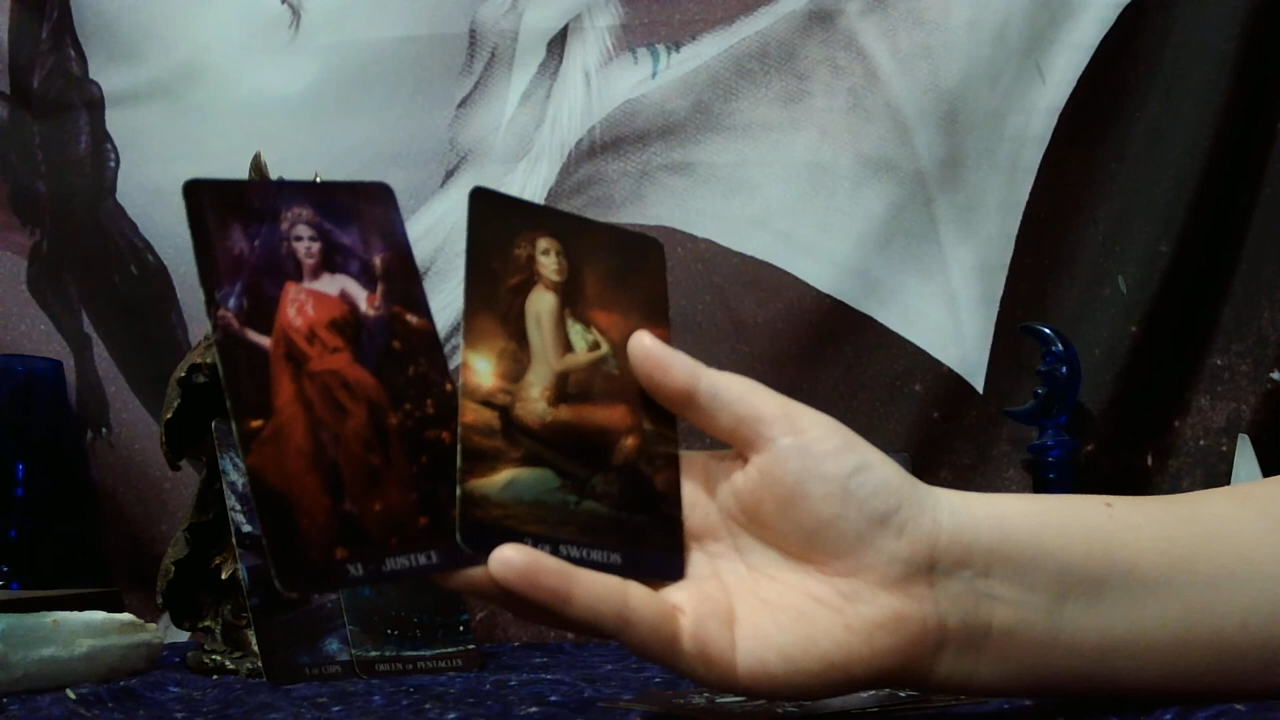 XI - JUSTICE
OF SWORDS
OF CUPS
QUEEN OF PENTACLES